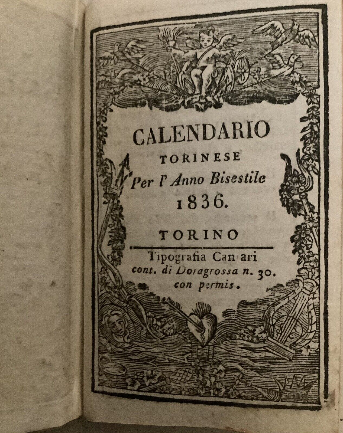 CALENDARIO
TORINESE
Per l' Anno Bisestile
1836.
TORINO
Tipografia Canfari
cont. di Doragrossa n. 30.
con permis.